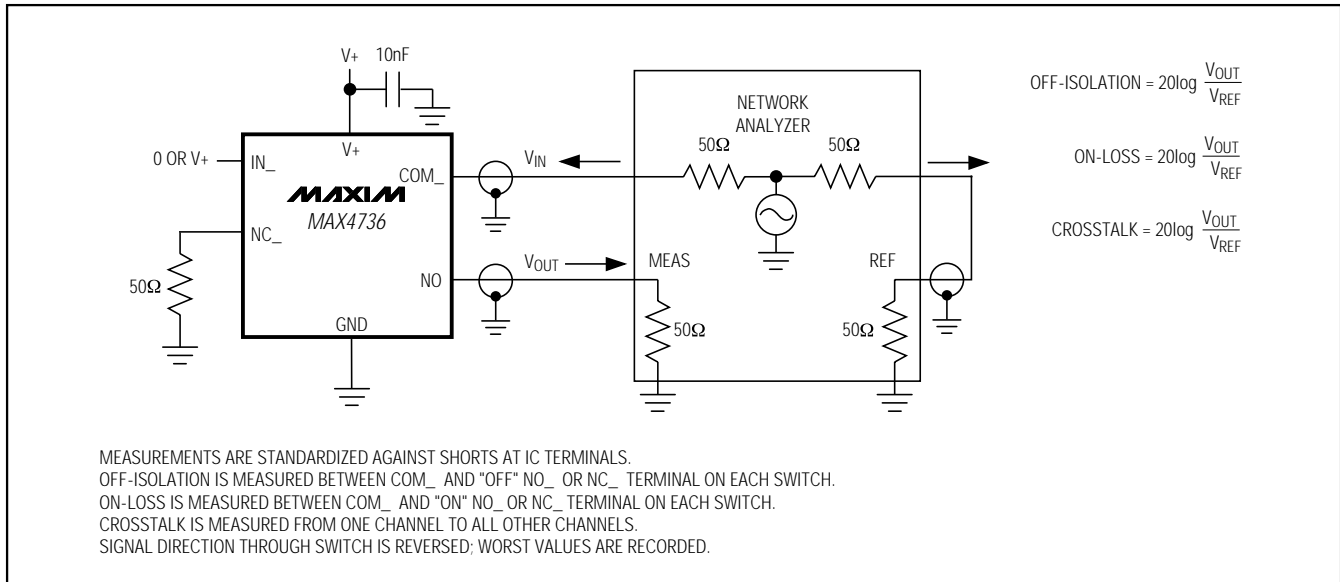 V+
10nF
V+
0 OR V+
IN_
COM_
MAXIM
MAX4736
NC_
NO
50Ω
GND
VIN
VOUT
NETWORK
ANALYZER
50Ω
50Ω
MEAS
REF
50Ω
50Ω
OFF-ISOLATION = 20log VOUT
VREF
ON-LOSS = 20log VOUT
VREF
CROSSTALK = 20log VOUT
VREF
MEASUREMENTS ARE STANDARDIZED AGAINST SHORTS AT IC TERMINALS.
OFF-ISOLATION IS MEASURED BETWEEN COM_ AND "OFF" NO_ OR NC_ TERMINAL ON EACH SWITCH.
ON-LOSS IS MEASURED BETWEEN COM_ AND "ON" NO_ OR NC_ TERMINAL ON EACH SWITCH.
CROSSTALK IS MEASURED FROM ONE CHANNEL TO ALL OTHER CHANNELS.
SIGNAL DIRECTION THROUGH SWITCH IS REVERSED; WORST VALUES ARE RECORDED.